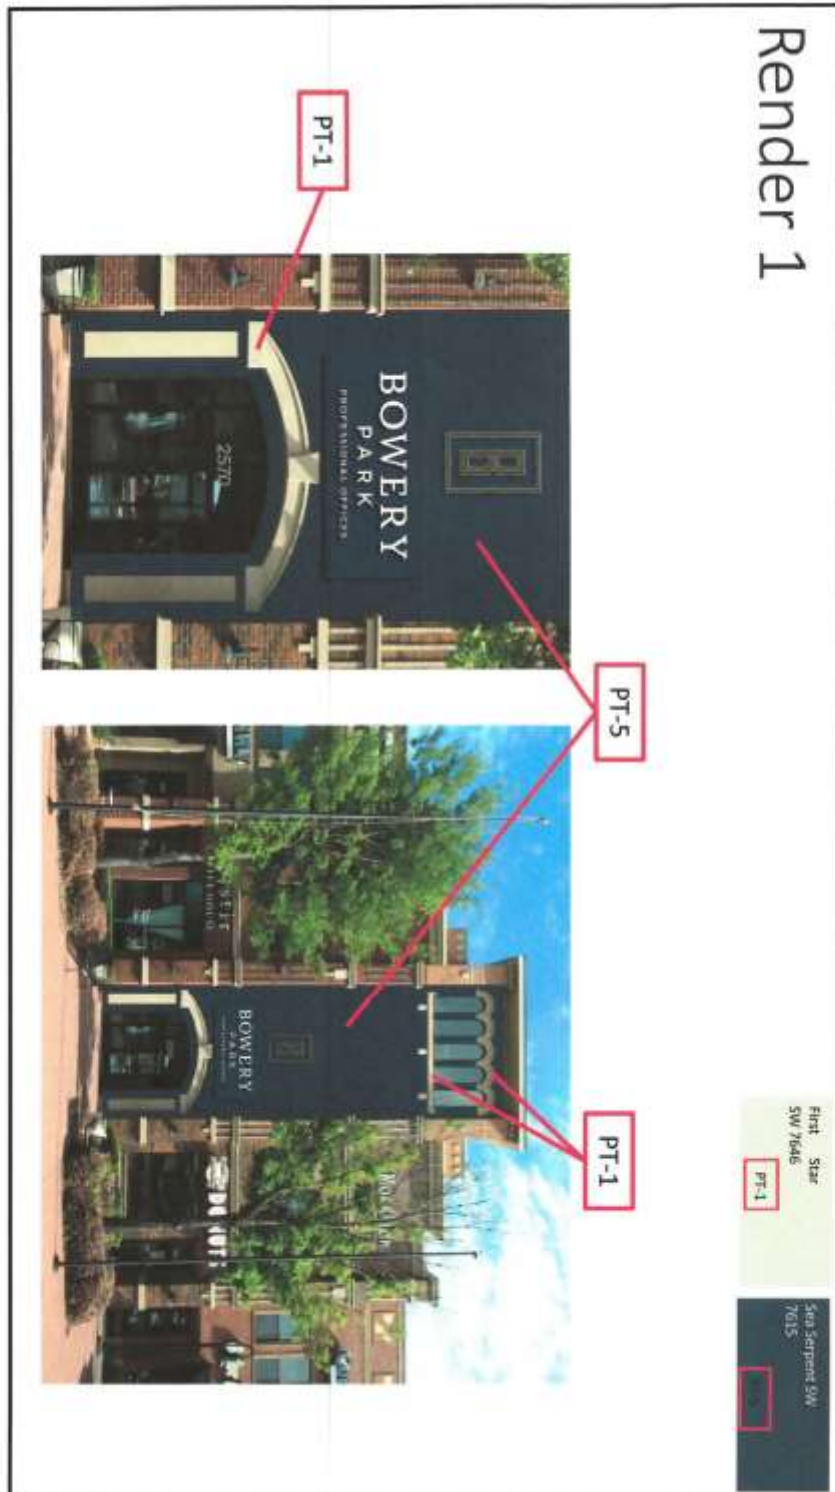 Render 1
First Star
SW 7646
PT-1
Sea Serpent SW
7615
PT-1
PT-5
PT-1
BOWERY
PARK
PROFESSIONAL OFFICES
2570
BOWERY
PARK